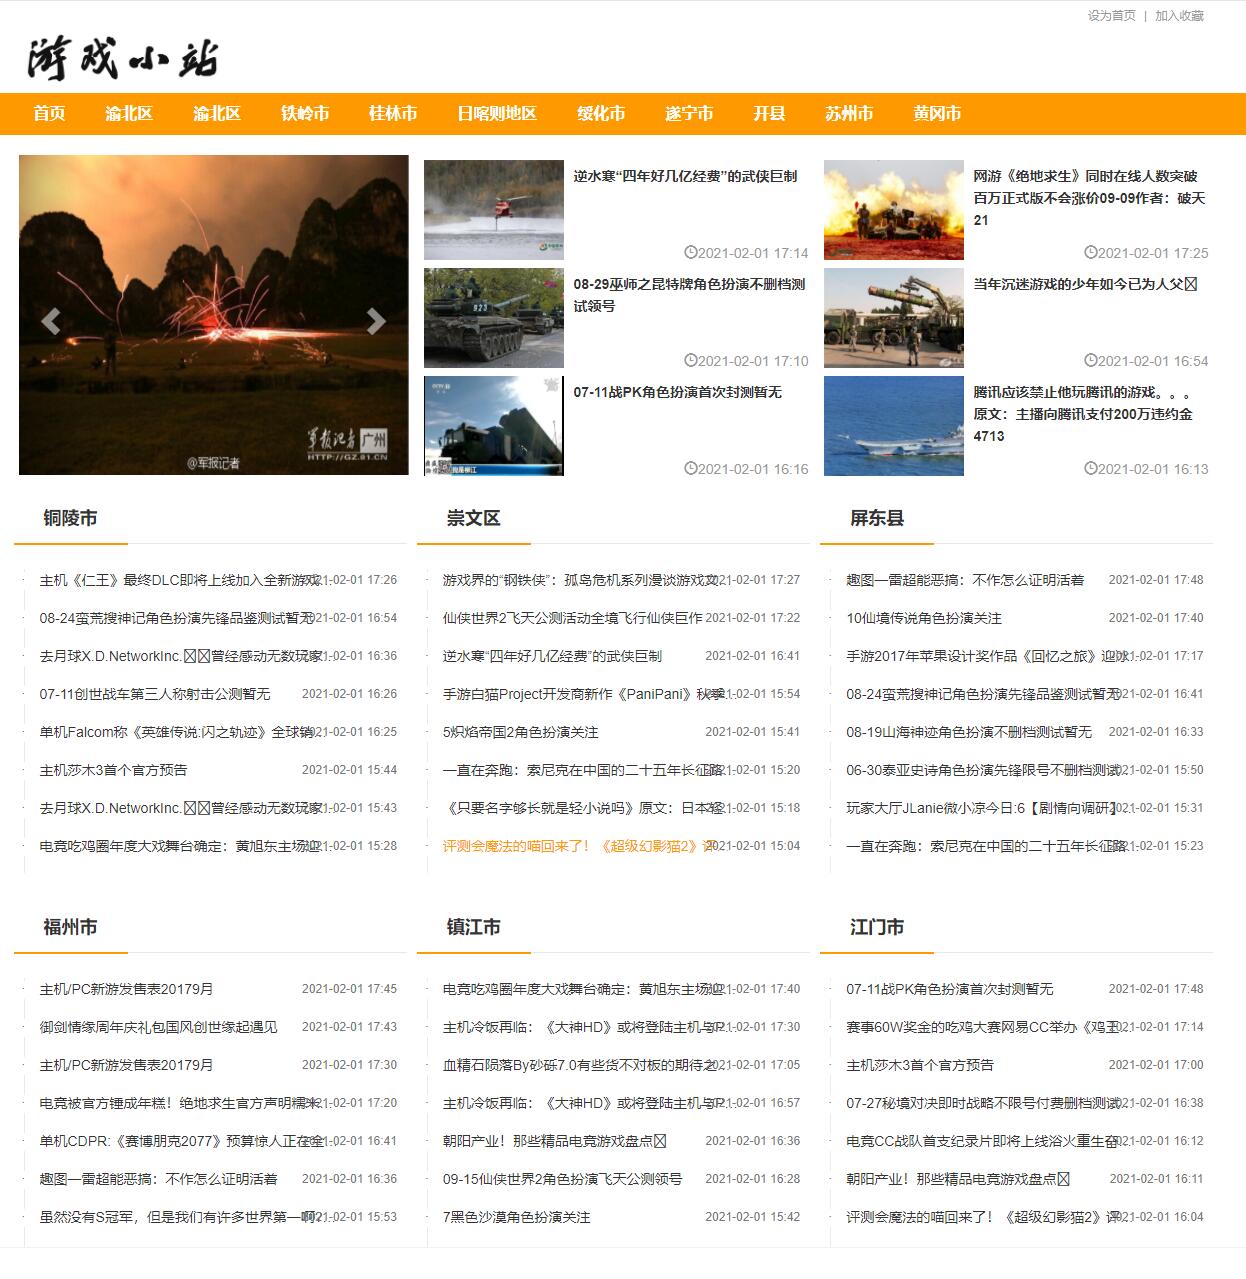 设为首页 | 加入收藏
游戏小站
首页 渝北区 渝北区 铁岭市 桂林市 日喀则地区 绥化市 遂宁市 开县 苏州市 黄冈市
@军报记者
军报记者 广州
HTTP://GZ.81.CN
逆水寒“四年好几亿经费”的武侠巨制
2021-02-01 17:14
网游《绝地求生》同时在线人数突破
百万正式版不会涨价09-09作者：破天
21
2021-02-01 17:25
08-29巫师之昆特牌角色扮演不删档测
试领号
2021-02-01 17:10
当年沉迷游戏的少年如今已为人父
2021-02-01 16:54
07-11战PK角色扮演首次封测暂无
2021-02-01 16:16
腾讯应该禁止他玩腾讯的游戏。。。
原文：主播向腾讯支付200万违约金
4713
2021-02-01 16:13
铜陵市
主机《仁王》最终DLC即将上线加入全新游戏... 2021-02-01 17:26
08-24蛮荒搜神记角色扮演先锋品鉴测试暂无 2021-02-01 16:54
去月球X.D.NetworkInc.曾经感动无数玩家... 2021-02-01 16:36
07-11创世战车第三人称射击公测暂无 2021-02-01 16:26
单机Falcom称《英雄传说:闪之轨迹》全球销... 2021-02-01 16:25
主机莎木3首个官方预告 2021-02-01 15:44
去月球X.D.NetworkInc.曾经感动无数玩家... 2021-02-01 15:43
电竞吃鸡圈年度大戏舞台确定：黄旭东主场迎... 2021-02-01 15:28
崇文区
游戏界的“钢铁侠”：孤岛危机系列漫谈游戏文... 2021-02-01 17:27
仙侠世界2飞天公测活动全境飞行仙侠巨作 2021-02-01 17:22
逆水寒“四年好几亿经费”的武侠巨制 2021-02-01 16:41
手游白猫Project开发商新作《PaniPani》秋季... 2021-02-01 15:54
5炽焰帝国2角色扮演关注 2021-02-01 15:41
一直在奔跑：索尼克在中国的二十五年长征路... 2021-02-01 15:20
《只要名字够长就是轻小说吗》原文：日本轻... 2021-02-01 15:18
评测会魔法的喵回来了！《超级幻影猫2》评... 2021-02-01 15:04
屏东县
趣图一雷超能恶搞：不作怎么证明活着 2021-02-01 17:48
10仙境传说角色扮演关注 2021-02-01 17:40
手游2017年苹果设计奖作品《回忆之旅》迎冰... 2021-02-01 17:17
08-24蛮荒搜神记角色扮演先锋品鉴测试暂无 2021-02-01 16:41
08-19山海神迹角色扮演不删档测试暂无 2021-02-01 16:33
06-30泰亚史诗角色扮演先锋限号不删档测试... 2021-02-01 15:50
玩家大厅JLanie微小凉今日:6【剧情向调研】... 2021-02-01 15:31
一直在奔跑：索尼克在中国的二十五年长征路... 2021-02-01 15:23
福州市
主机/PC新游发售表20179月 2021-02-01 17:45
御剑情缘周年庆礼包国风创世缘起遇见 2021-02-01 17:43
主机/PC新游发售表20179月 2021-02-01 17:30
电竞被官方锤成年糕！绝地求生官方声明糯米... 2021-02-01 17:20
单机CDPR:《赛博朋克2077》预算惊人正在全... 2021-02-01 16:41
趣图一雷超能恶搞：不作怎么证明活着 2021-02-01 16:36
虽然没有S冠军，但是我们有许多世界第一啊?... 2021-02-01 15:53
镇江市
电竞吃鸡圈年度大戏舞台确定：黄旭东主场迎... 2021-02-01 17:40
主机冷饭再临：《大神HD》或将登陆主机与P... 2021-02-01 17:30
血精石陨落By砂砾7.0有些货不对板的期待之... 2021-02-01 17:05
主机冷饭再临：《大神HD》或将登陆主机与P... 2021-02-01 16:57
朝阳产业！那些精品电竞游戏盘点 2021-02-01 16:36
09-15仙侠世界2角色扮演飞天公测领号 2021-02-01 16:28
7黑色沙漠角色扮演关注 2021-02-01 15:42
江门市
07-11战PK角色扮演首次封测暂无 2021-02-01 17:48
赛事60W奖金的吃鸡大赛网易CC举办《鸡王... 2021-02-01 17:14
主机莎木3首个官方预告 2021-02-01 17:00
07-27秘境对决即时战略不限号付费删档测试... 2021-02-01 16:38
电竞CC战队首支纪录片即将上线浴火重生奋... 2021-02-01 16:12
朝阳产业！那些精品电竞游戏盘点 2021-02-01 16:11
评测会魔法的喵回来了！《超级幻影猫2》评... 2021-02-01 16:04